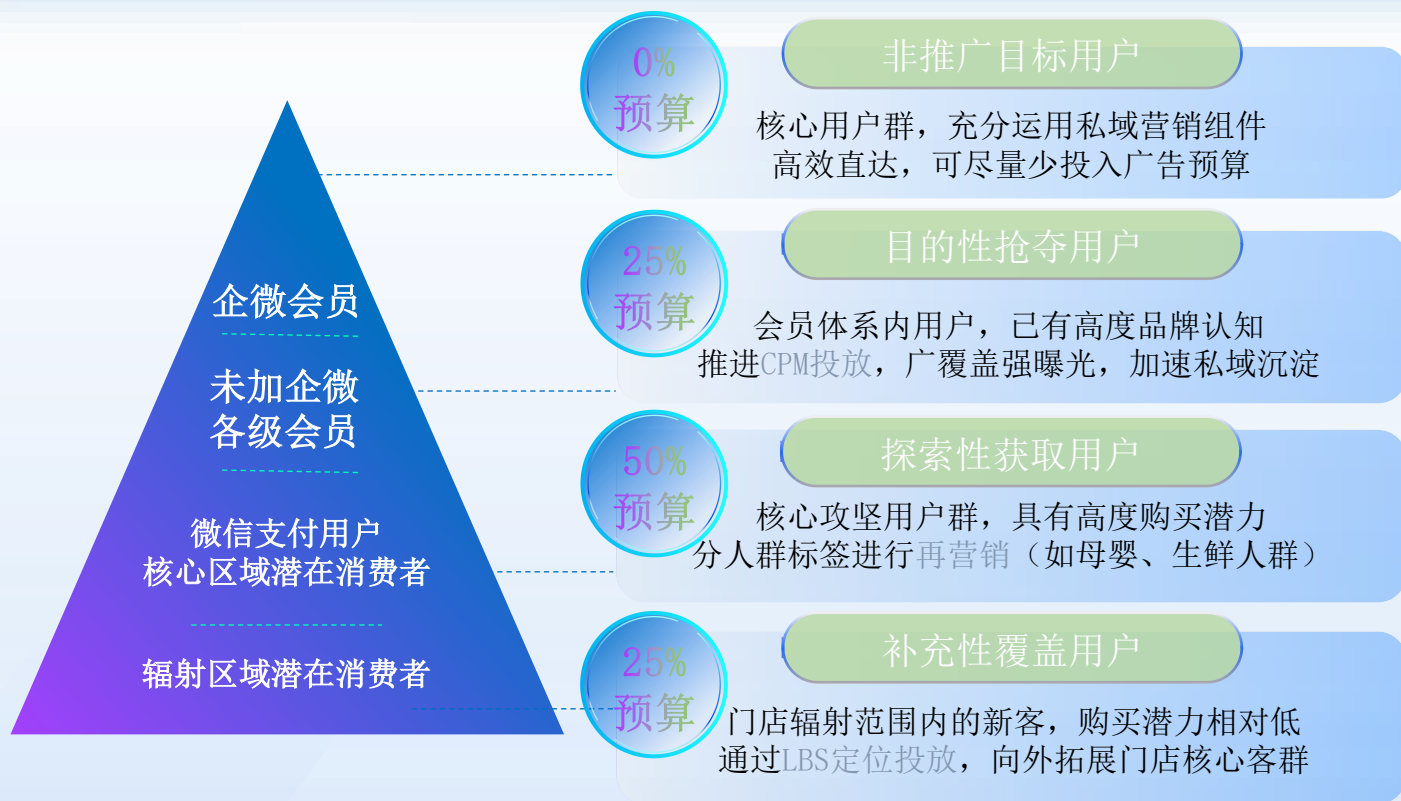 企微会员
未加企微
各级会员
微信支付用户
核心区域潜在消费者
辐射区域潜在消费者
0%
预算
非推广目标用户
核心用户群，充分运用私域营销组件
高效直达，可尽量少投入广告预算
25%
预算
目的性抢夺用户
会员体系内用户，已有高度品牌认知
推进CPM投放，广覆盖强曝光，加速私域沉淀
50%
预算
探索性获取用户
核心攻坚用户群，具有高度购买潜力
分人群标签进行再营销（如母婴、生鲜人群）
25%
预算
补充性覆盖用户
门店辐射范围内的新客，购买潜力相对低
通过LBS定位投放，向外拓展门店核心客群